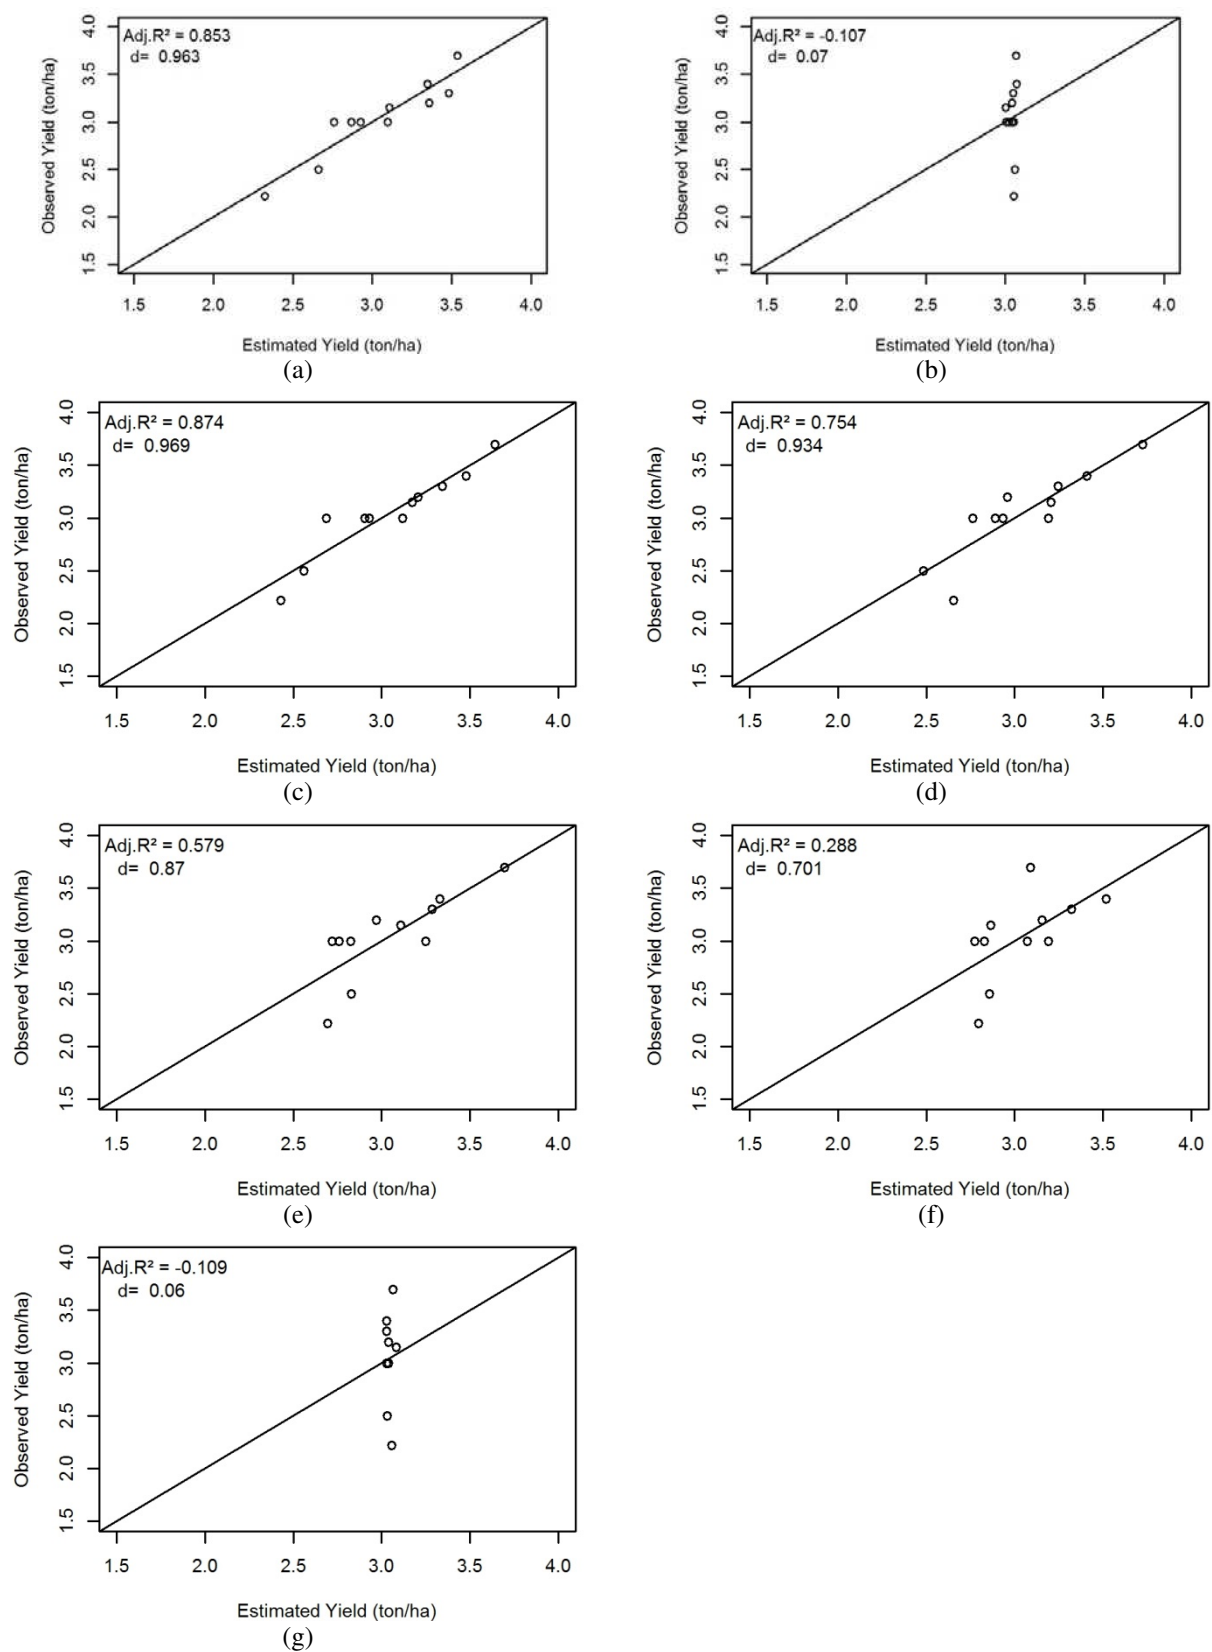 Adj.R² = 0.853
d= 0.963
Observed Yield (ton/ha)
4.0
3.5
3.0
2.5
2.0
1.5
1.5 2.0 2.5 3.0 3.5 4.0
Estimated Yield (ton/ha)
(a)
Adj.R² = -0.107
d= 0.07
Observed Yield (ton/ha)
4.0
3.5
3.0
2.5
2.0
1.5
1.5 2.0 2.5 3.0 3.5 4.0
Estimated Yield (ton/ha)
(b)
Adj.R² = 0.874
d= 0.969
Observed Yield (ton/ha)
4.0
3.5
3.0
2.5
2.0
1.5
1.5 2.0 2.5 3.0 3.5 4.0
Estimated Yield (ton/ha)
(c)
Adj.R² = 0.754
d= 0.934
Observed Yield (ton/ha)
4.0
3.5
3.0
2.5
2.0
1.5
1.5 2.0 2.5 3.0 3.5 4.0
Estimated Yield (ton/ha)
(d)
Adj.R² = 0.579
d= 0.87
Observed Yield (ton/ha)
4.0
3.5
3.0
2.5
2.0
1.5
1.5 2.0 2.5 3.0 3.5 4.0
Estimated Yield (ton/ha)
(e)
Adj.R² = 0.288
d= 0.701
Observed Yield (ton/ha)
4.0
3.5
3.0
2.5
2.0
1.5
1.5 2.0 2.5 3.0 3.5 4.0
Estimated Yield (ton/ha)
(f)
Adj.R² = -0.109
d= 0.06
Observed Yield (ton/ha)
4.0
3.5
3.0
2.5
2.0
1.5
1.5 2.0 2.5 3.0 3.5 4.0
Estimated Yield (ton/ha)
(g)